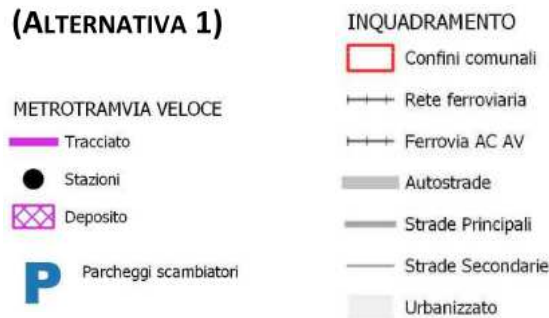 (ALTERNATIVA 1)
METROTRAMVIA VELOCE
Tracciato
Stazioni
Deposito
P Parcheggi scambiatori
INQUADRAMENTO
Confini comunali
Rete ferroviaria
Ferrovia AC AV
Autostrade
Strade Principali
Strade Secondarie
Urbanizzato